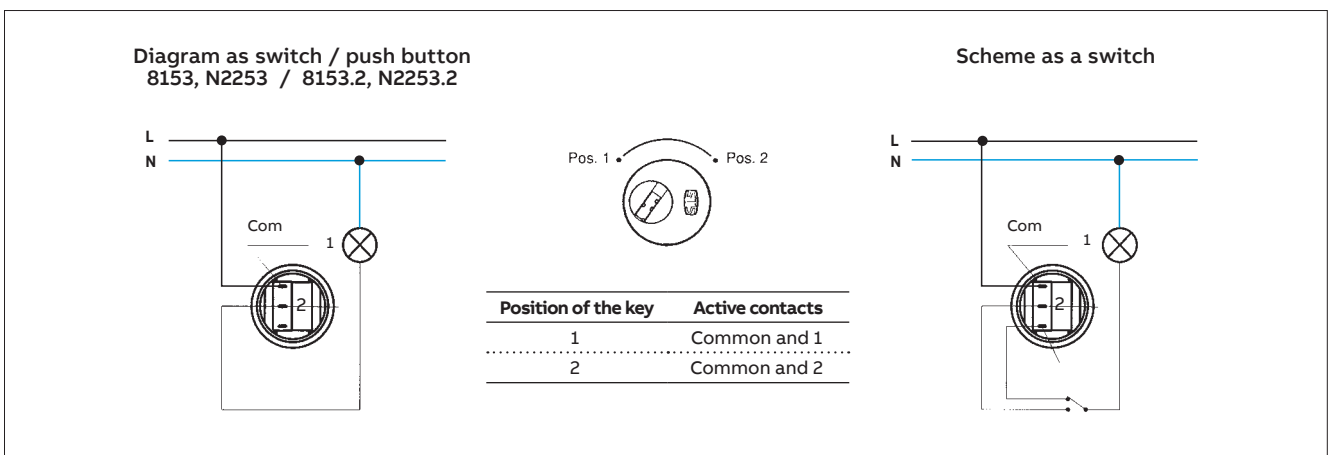 Diagram as switch / push button
8153, N2253 / 8153.2, N2253.2
L
N
Com
1
2
Pos. 1
Pos. 2
Position of the key Active contacts
1 Common and 1
2 Common and 2
Scheme as a switch
L
N
Com
1
2